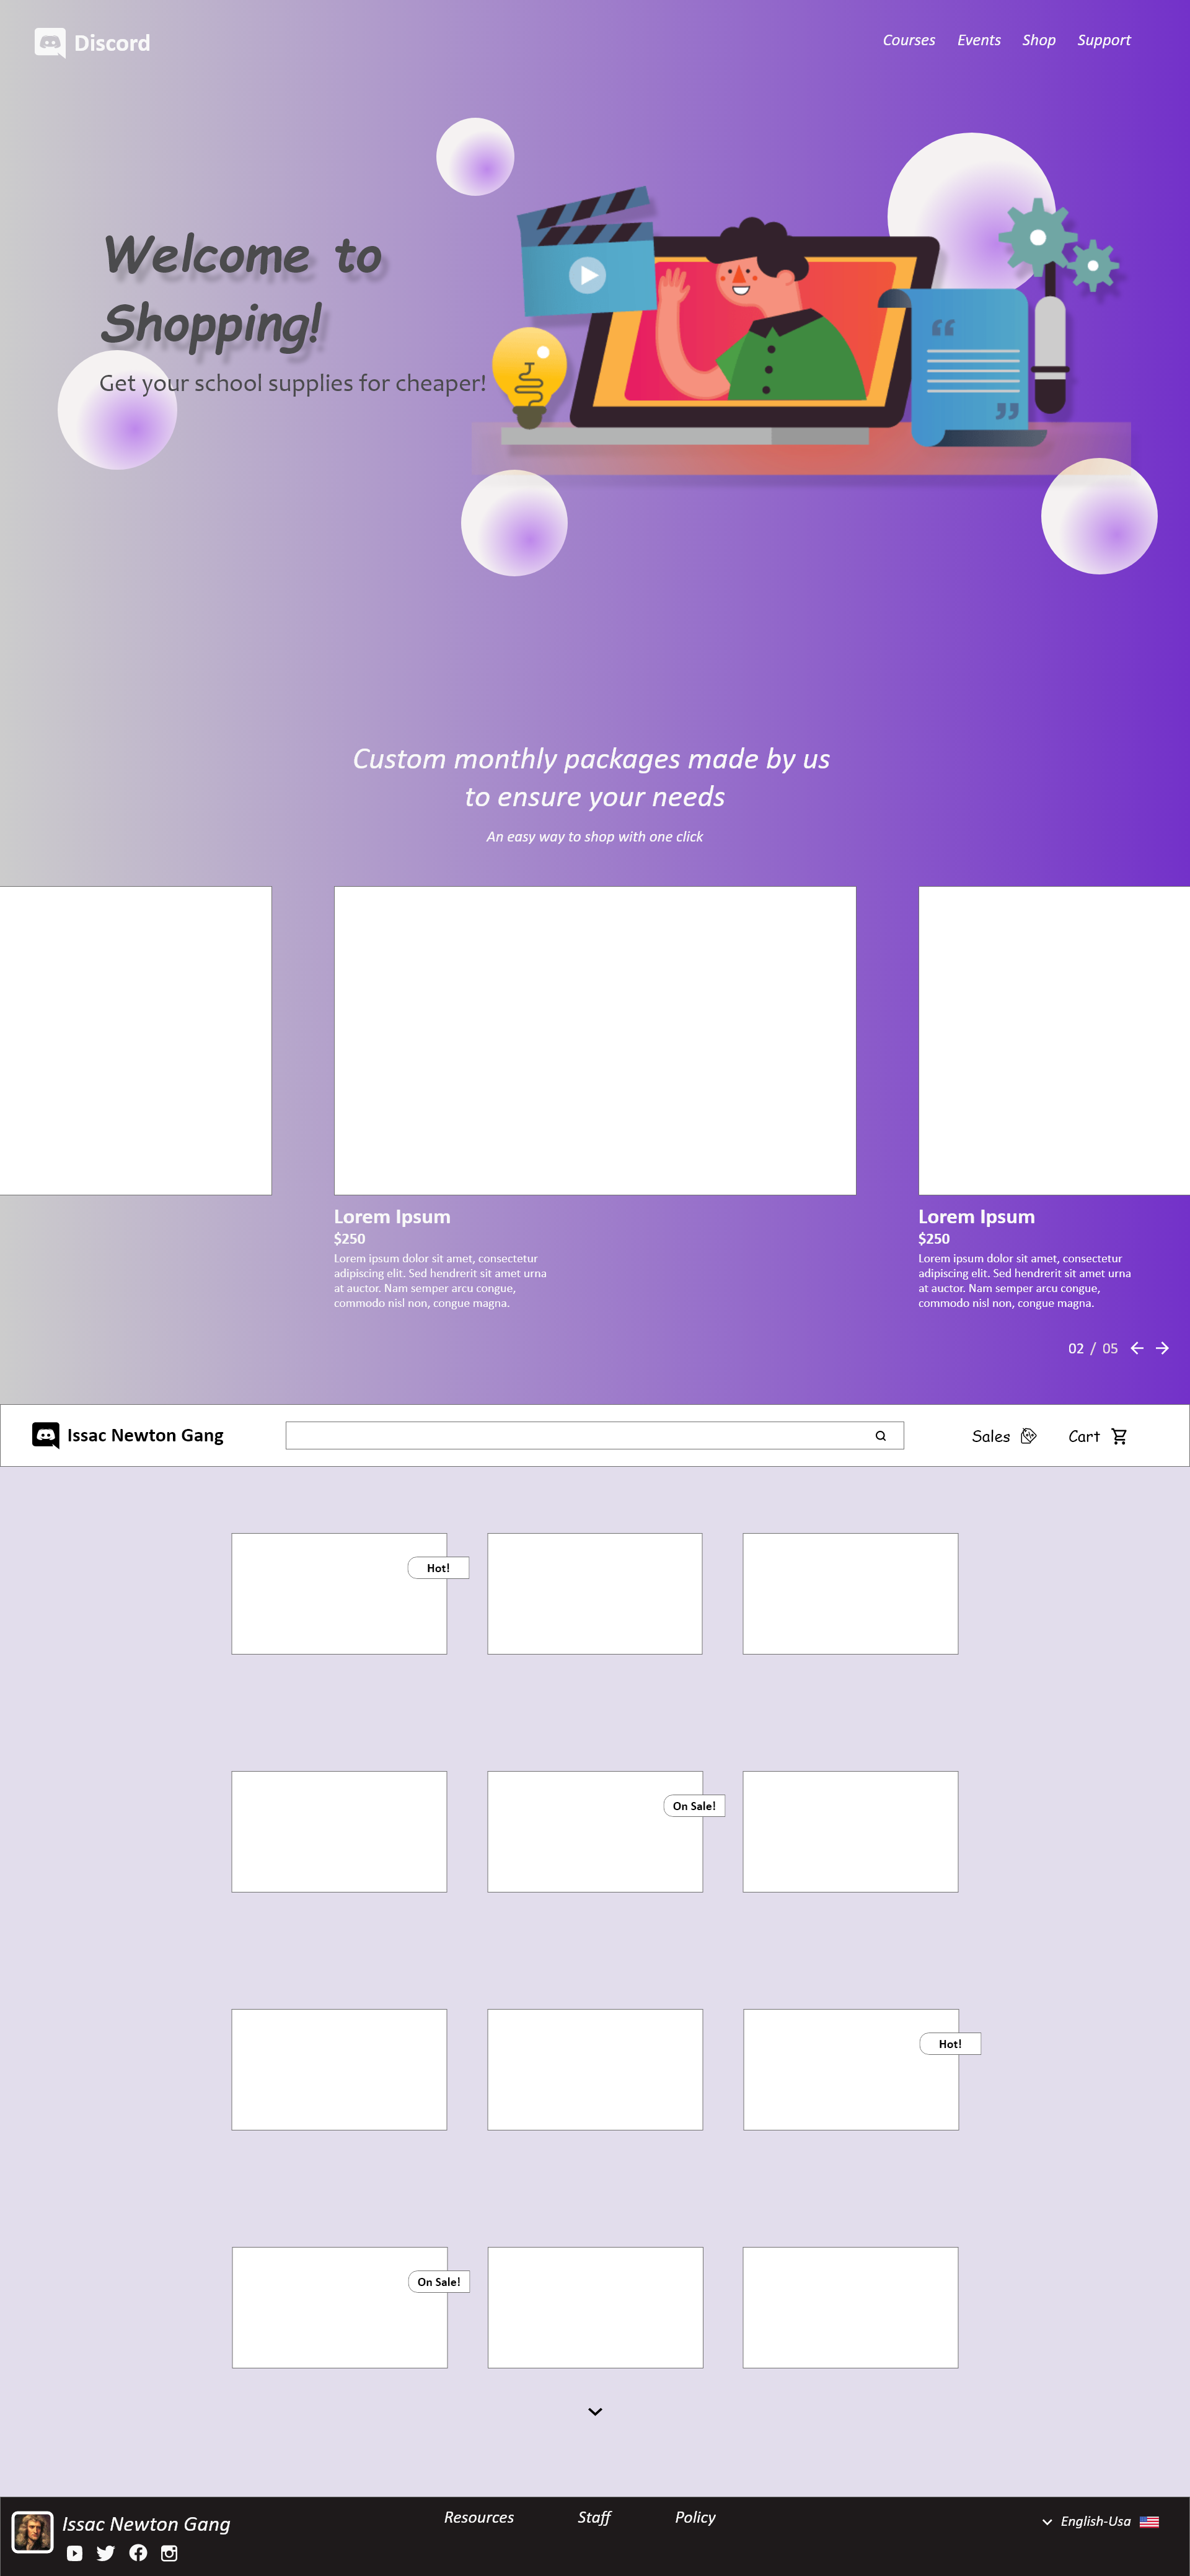 Discord
Courses Events Shop Support
Welcome to
Shopping!
Get your school supplies for cheaper!
“
”
Custom monthly packages made by us
to ensure your needs
An easy way to shop with one click
Lorem Ipsum
$250
Lorem ipsum dolor sit amet, consectetur
adipiscing elit. Sed hendrerit sit amet urna
at auctor. Nam semper arcu congue,
commodo nisl non, congue magna.
Lorem Ipsum
$250
Lorem ipsum dolor sit amet, consectetur
adipiscing elit. Sed hendrerit sit amet urna
at auctor. Nam semper arcu congue,
commodo nisl non, congue magna.
02 / 05
Issac Newton Gang
Sales
Cart
Hot!
On Sale!
Hot!
On Sale!
Issac Newton Gang
Resources Staff Policy
English-Usa